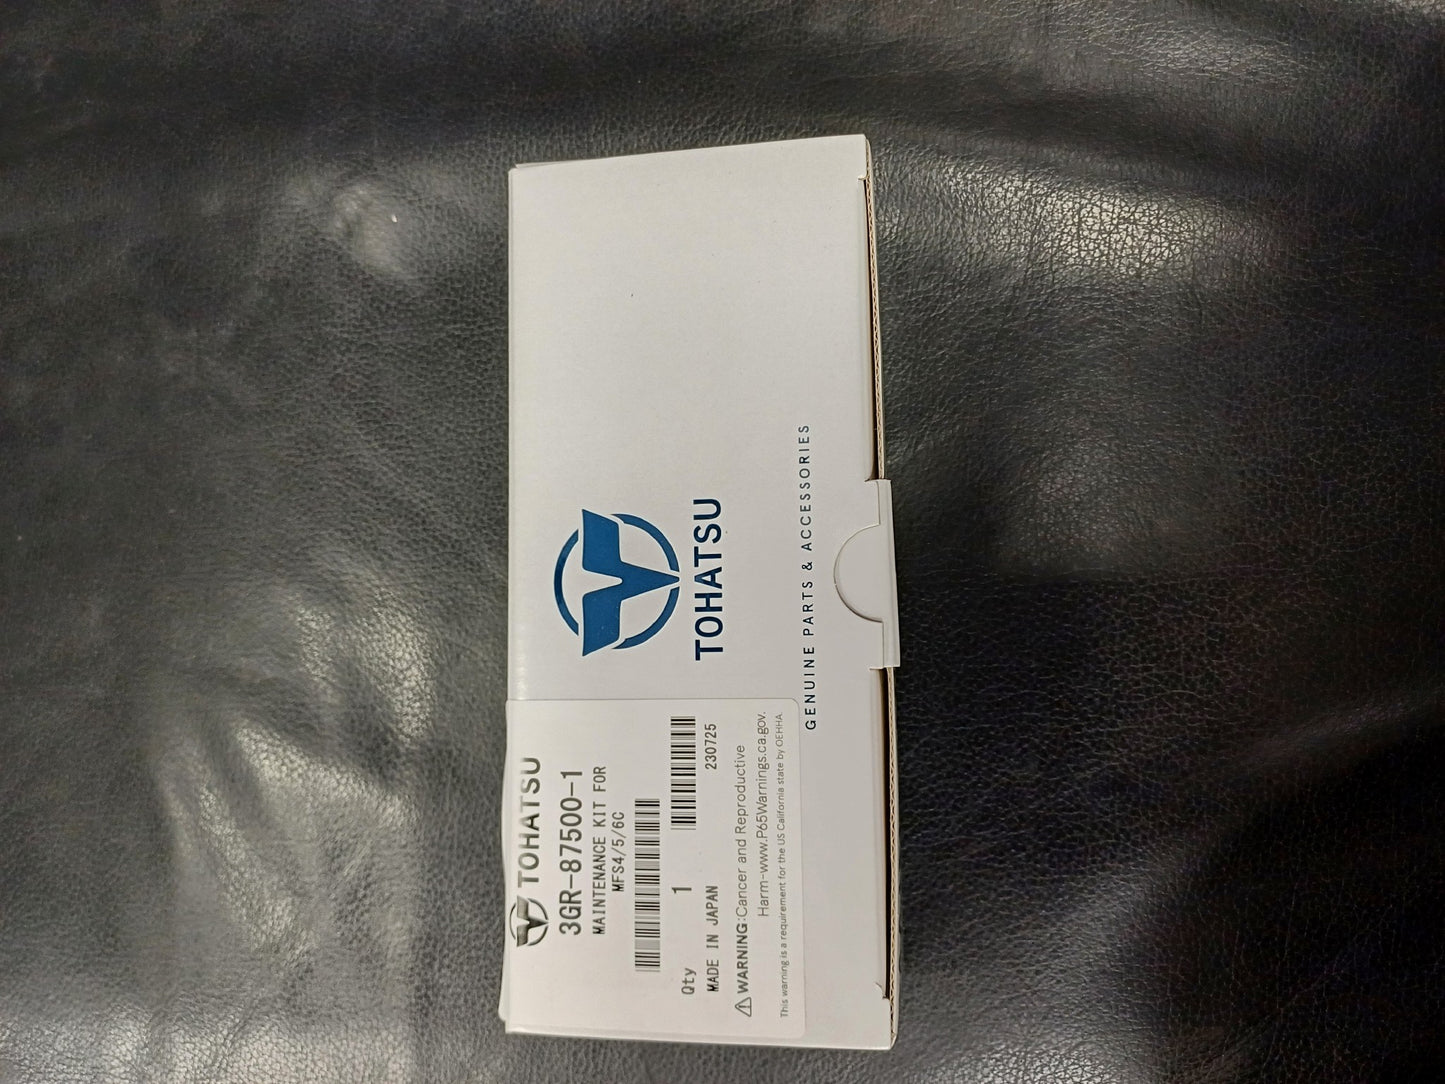 TOHATSU
3GR-87500-1
MAINTENANCE KIT FOR
MFS4/5/6C
Qty 1
MADE IN JAPAN 230725
WARNING:Cancer and Reproductive
Harm-www.P65Warnings.ca.gov.
This warning is a requirement for the US California state by OEHHA.
TOHATSU
GENUINE PARTS & ACCESSORIES